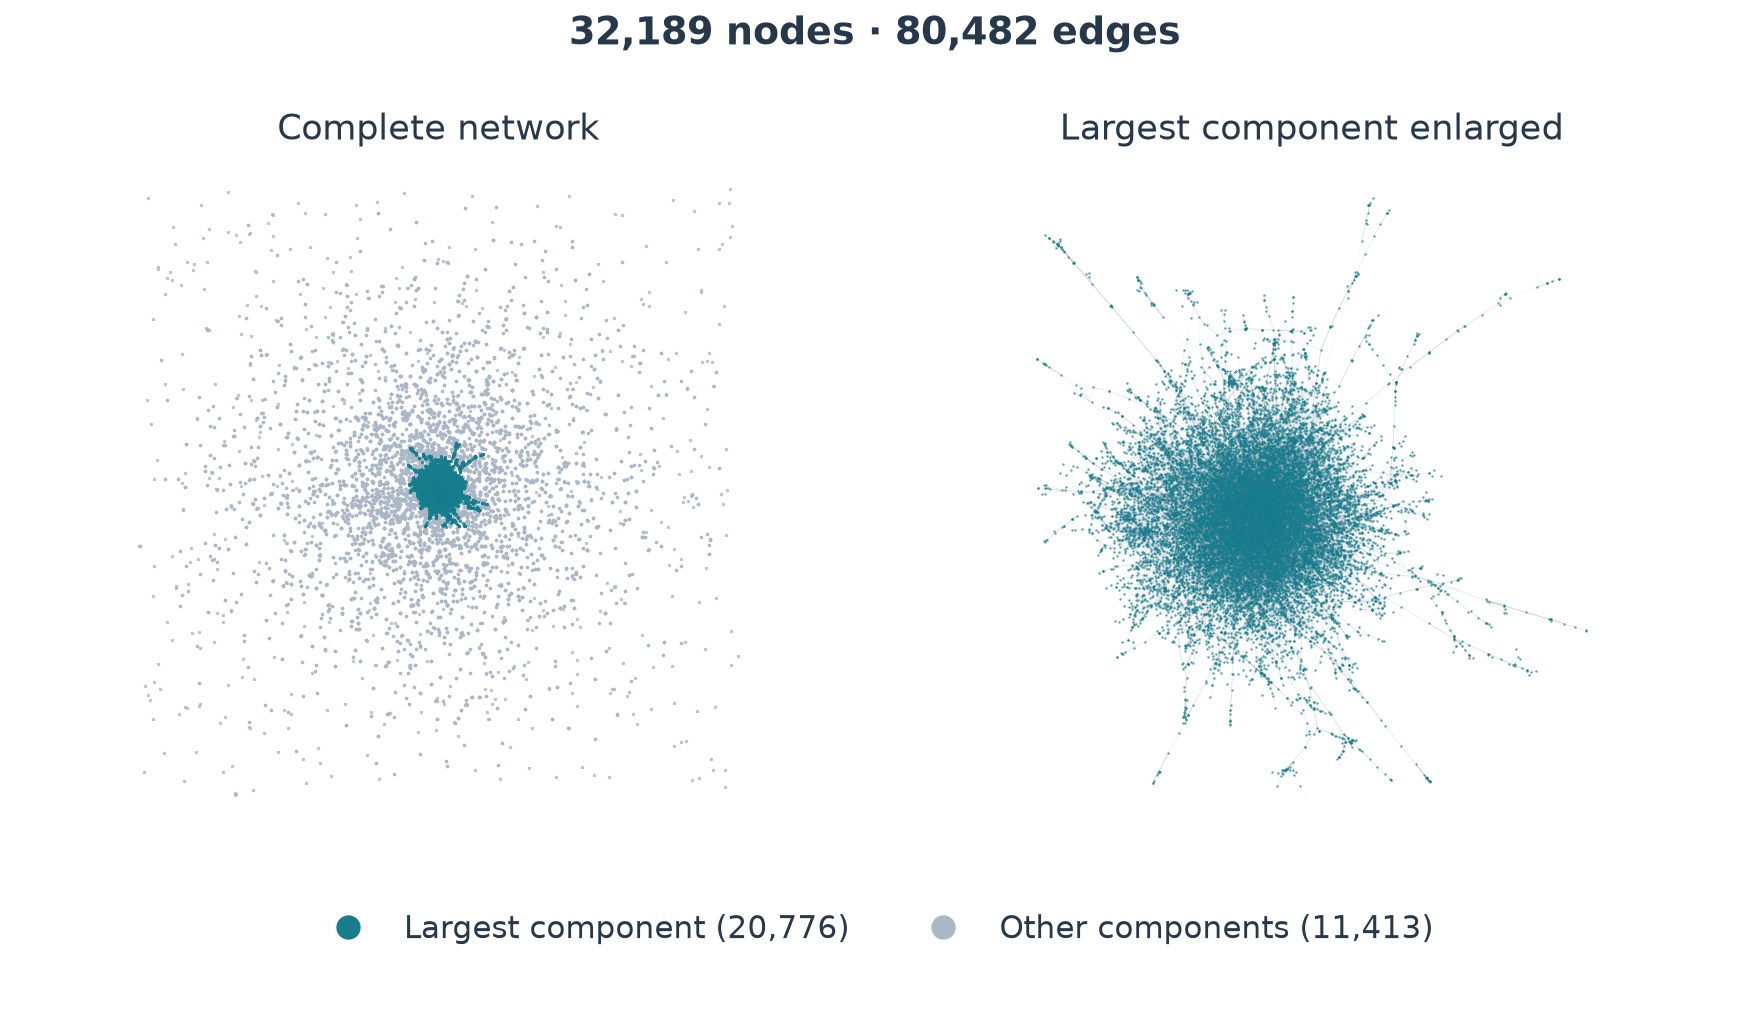 32,189 nodes · 80,482 edges
Complete network
Largest component enlarged
Largest component (20,776)
Other components (11,413)